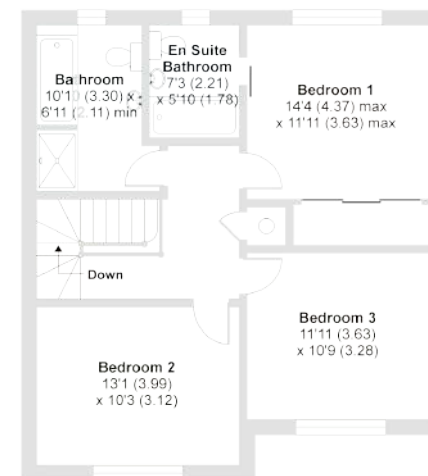 En Suite
Bathroom
7'3 (2.21)
x 5'10 (1.78)
Bathroom
10'10 (3.30) x
6'11 (2.11) min
Bedroom 1
14'4 (4.37) max
x 11'11 (3.63) max
Down
Bedroom 3
11'11 (3.63)
x 10'9 (3.28)
Bedroom 2
13'1 (3.99)
x 10'3 (3.12)